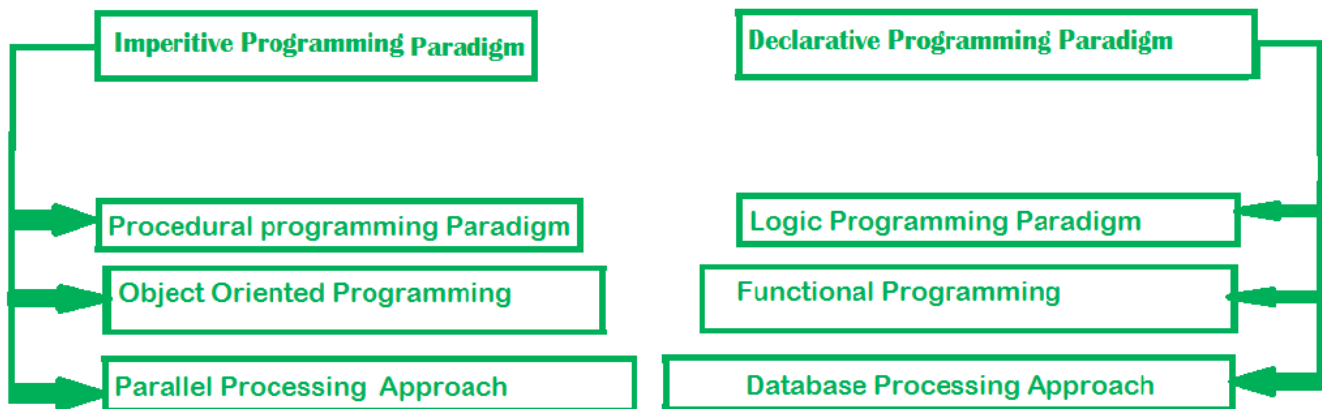 Imperitive Programming Paradigm
Procedural programming Paradigm
Object Oriented Programming
Parallel Processing Approach
Declarative Programming Paradigm
Logic Programming Paradigm
Functional Programming
Database Processing Approach